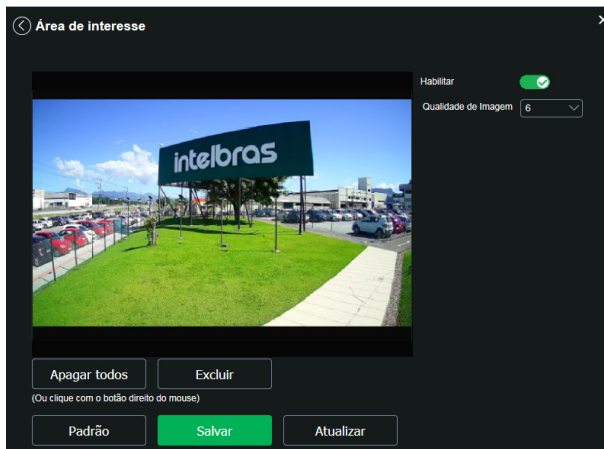 Área de interesse
Habilitar
Qualidade de Imagem 6
intelbras
Apagar todos Excluir
(Ou clique com o botão direito do mouse)
Padrão Salvar Atualizar